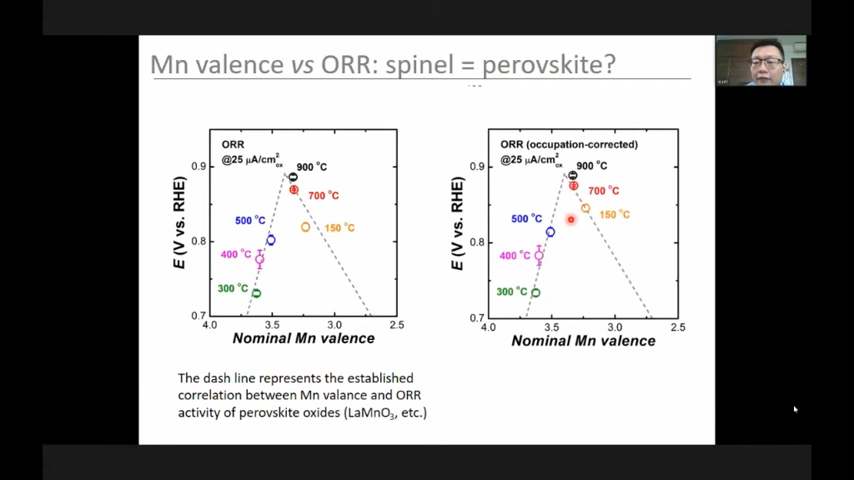 Mn valence vs ORR: spinel = perovskite?
ORR
@25 μA/cm²ox
900 °C
700 °C
500 °C
150 °C
400 °C
300 °C
0.9
0.8
0.7
E (V vs. RHE)
4.0 3.5 3.0 2.5
Nominal Mn valence
ORR (occupation-corrected)
@25 μA/cm²ox
900 °C
700 °C
150 °C
500 °C
400 °C
300 °C
0.9
0.8
0.7
E (V vs. RHE)
4.0 3.5 3.0 2.5
Nominal Mn valence
The dash line represents the established
correlation between Mn valance and ORR
activity of perovskite oxides (LaMnO₃, etc.)